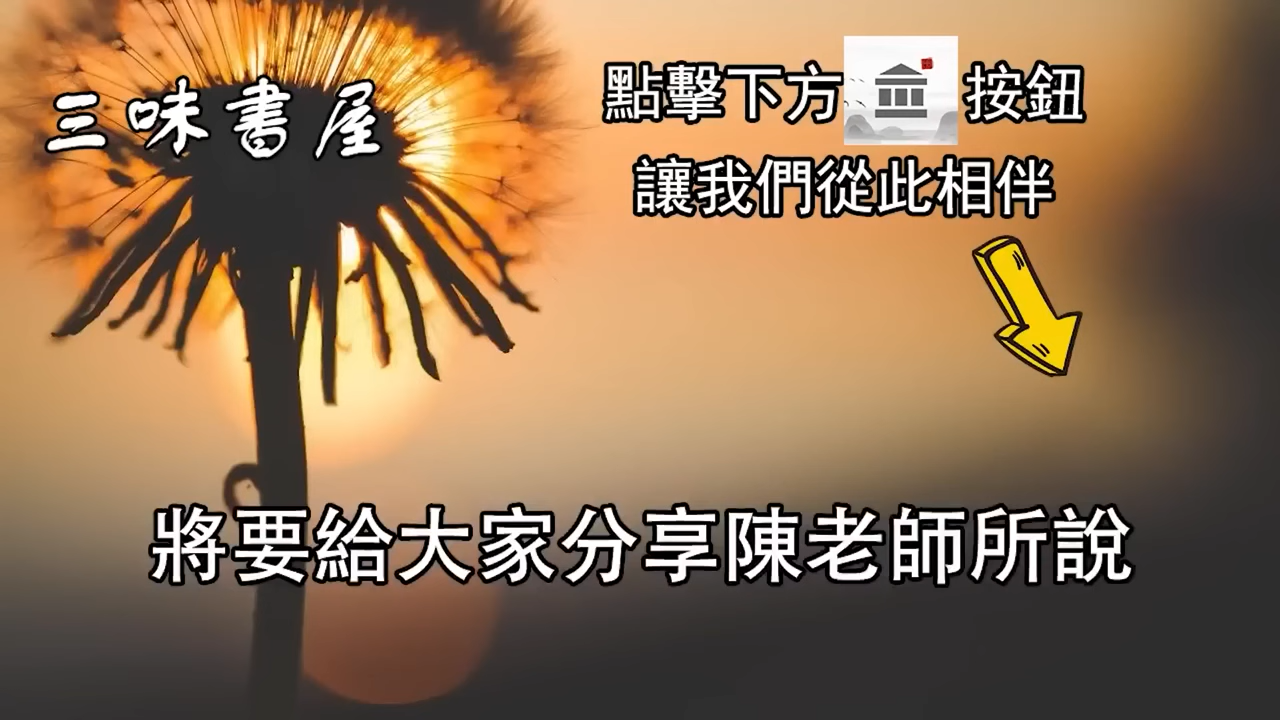 三味書屋
點擊下方按鈕
讓我們從此相伴
將要給大家分享陳老師所說